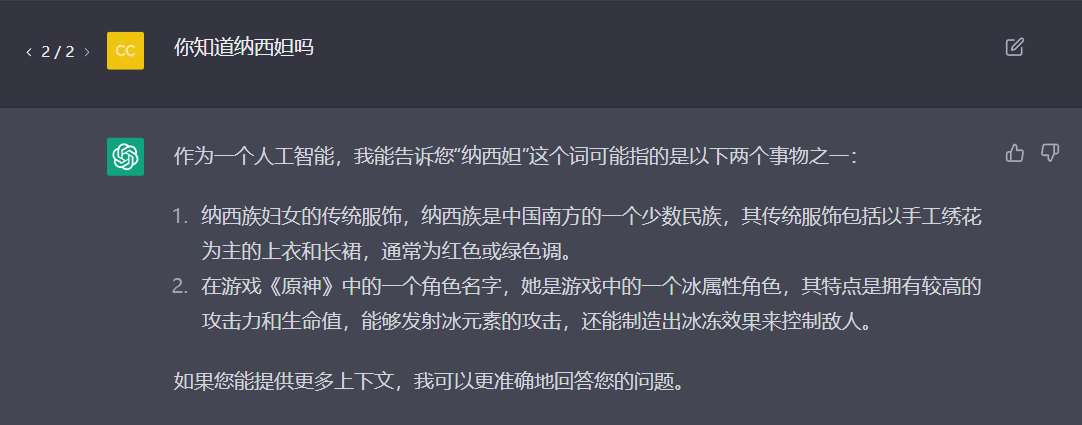 < 2 / 2 >
CC
你知道纳西妲吗
作为一个人工智能，我能告诉您“纳西妲”这个词可能指的是以下两个事物之一：
1. 纳西族妇女的传统服饰，纳西族是中国南方的一个少数民族，其传统服饰包括以手工绣花
为主的上衣和长裙，通常为红色或绿色调。
2. 在游戏《原神》中的一个角色名字，她是游戏中的一个冰属性角色，其特点是拥有较高的
攻击力和生命值，能够发射冰元素的攻击，还能制造出冰冻效果来控制敌人。
如果您能提供更多上下文，我可以更准确地回答您的问题。